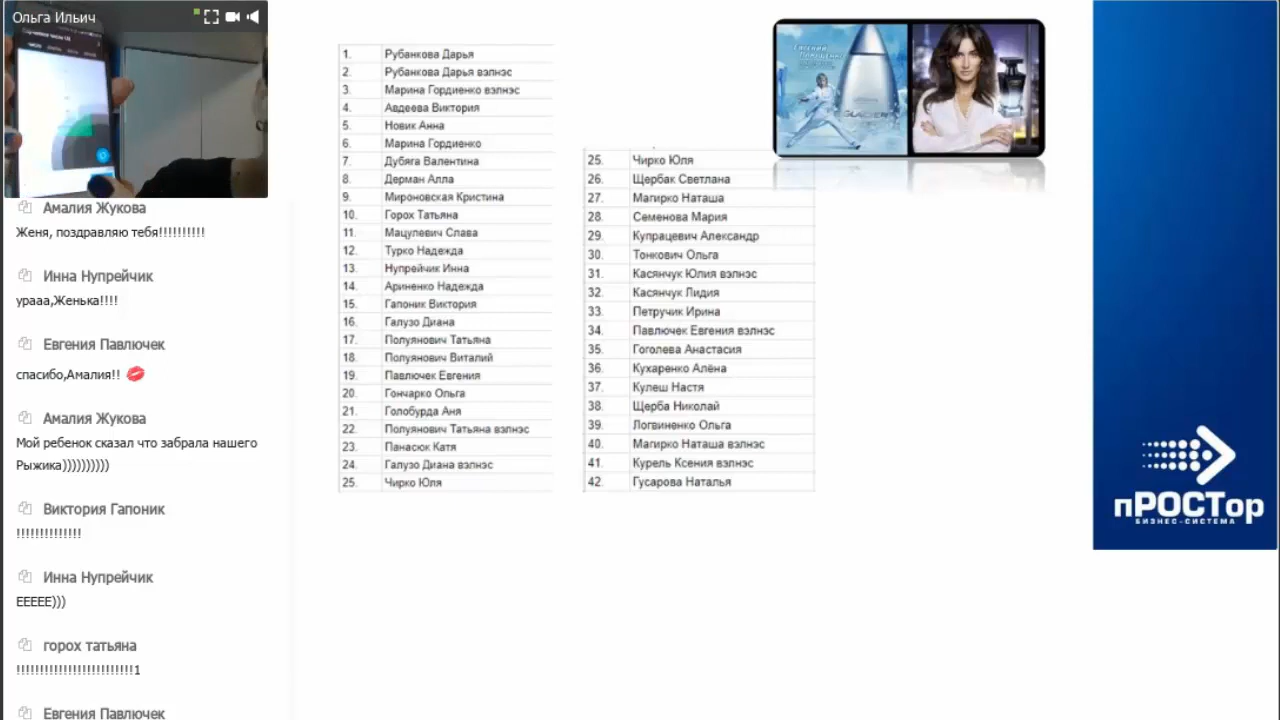 Ольга Ильич
Амалия Жукова
Женя, поздравляю тебя!!!!!!!!!!
Инна Нупрейчик
урааа,Женька!!!!
Евгения Павлючек
спасибо,Амалия!!
Амалия Жукова
Мой ребенок сказал что забрала нашего
Рыжика))))))))))
Виктория Гапоник
!!!!!!!!!!!!!!
Инна Нупрейчик
ЕЕЕЕЕ)))
горох татьяна
!!!!!!!!!!!!!!!!!!!!!!!!!!1
Евгения Павлючек
1. Рубанкова Дарья
2. Рубанкова Дарья вэлнэс
3. Марина Гордиенко вэлнэс
4. Авдеева Виктория
5. Новик Анна
6. Марина Гордиенко
7. Дубяга Валентина
8. Дерман Алла
9. Мироновская Кристина
10. Горох Татьяна
11. Мацулевич Слава
12. Турко Надежда
13. Нупрейчик Инна
14. Ариненко Надежда
15. Гапоник Виктория
16. Галузо Диана
17. Полуянович Татьяна
18. Полуянович Виталий
19. Павлючек Евгения
20. Гончарко Ольга
21. Голобурда Аня
22. Полуянович Татьяна вэлнэс
23. Панасюк Катя
24. Галузо Диана вэлнэс
25. Чирко Юля
25. Чирко Юля
26. Щербак Светлана
27. Магирко Наташа
28. Семенова Мария
29. Купрацевич Александр
30. Тонкович Ольга
31. Касянчук Юлия вэлнэс
32. Касянчук Лидия
33. Петручик Ирина
34. Павлючек Евгения вэлнэс
35. Гоголева Анастасия
36. Кухаренко Алёна
37. Кулеш Настя
38. Щерба Николай
39. Логвиненко Ольга
40. Магирко Наташа вэлнэс
41. Курель Ксения вэлнэс
42. Гусарова Наталья
GLACIER
пРОСТор
БИЗНЕС-СИСТЕМА